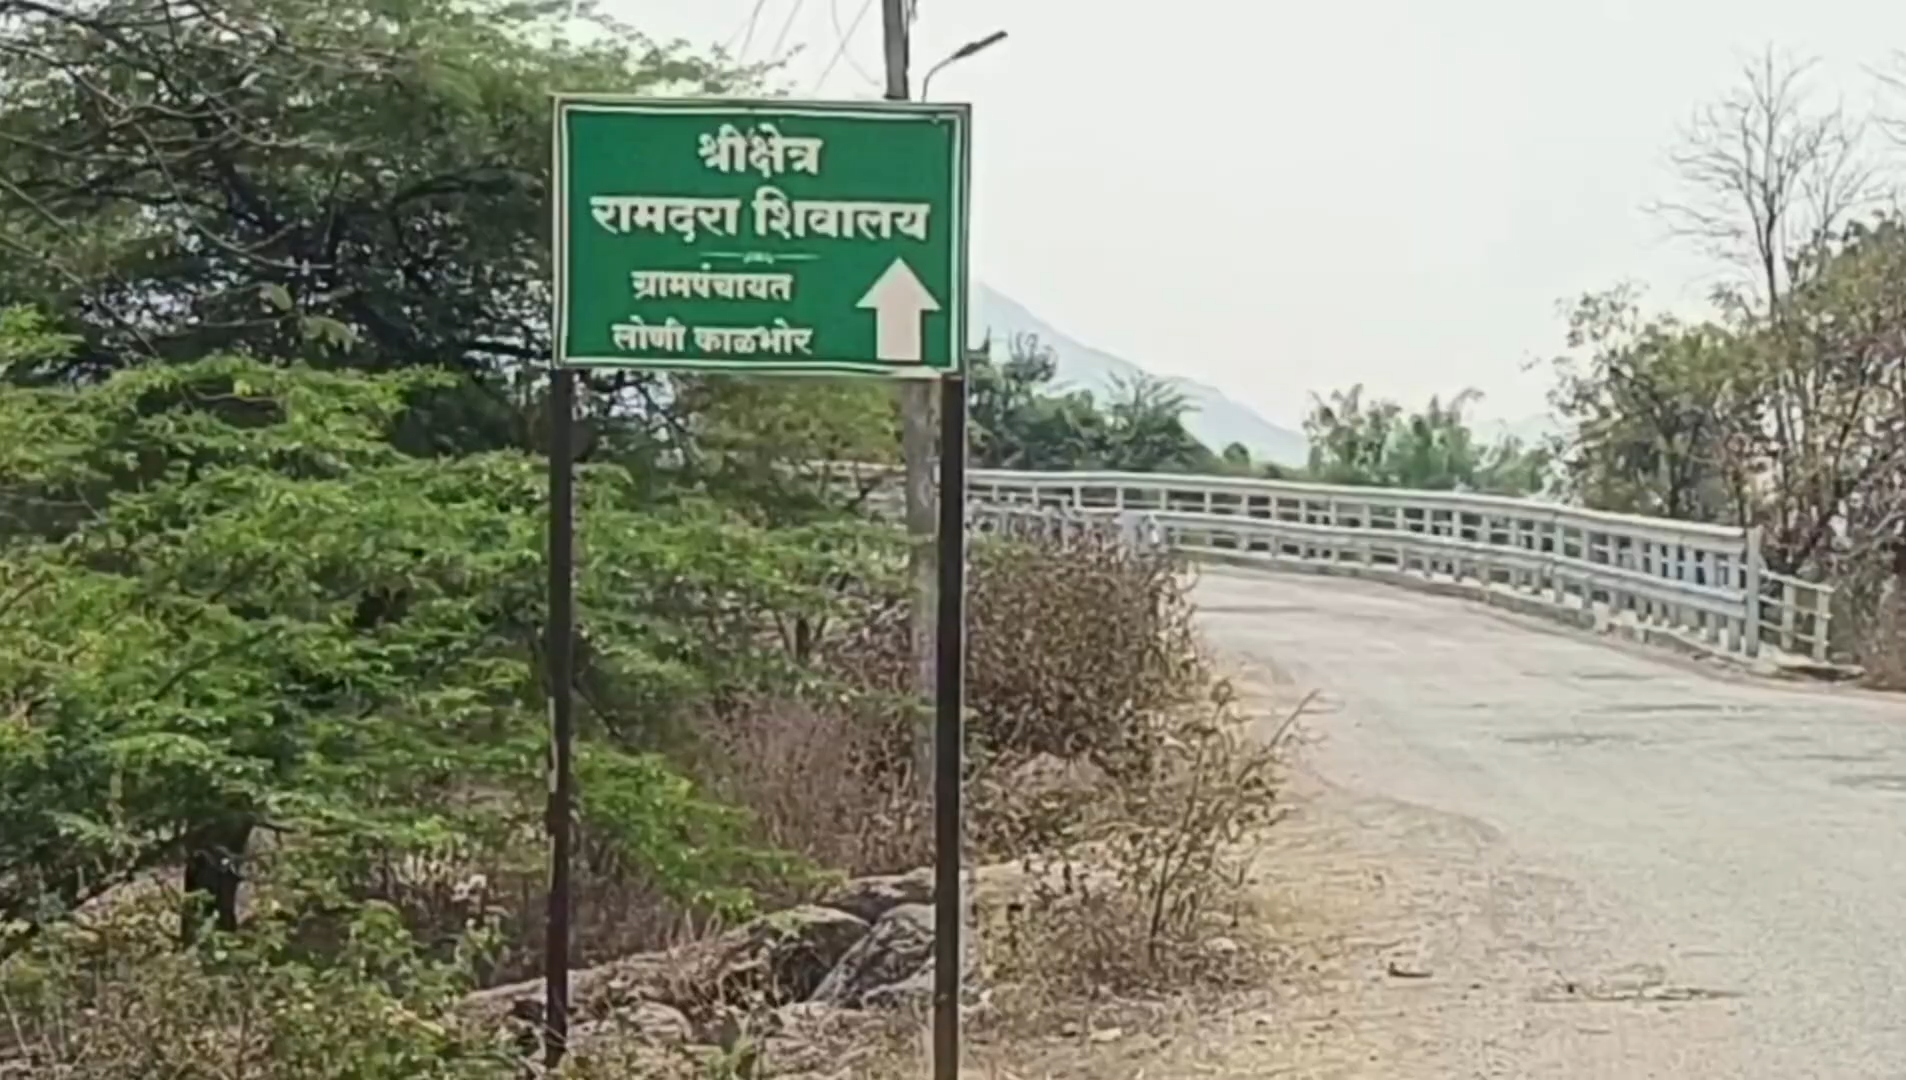 श्रीक्षेत्र
रामदरा शिवालय
ग्रामपंचायत
लोणी काळभोर